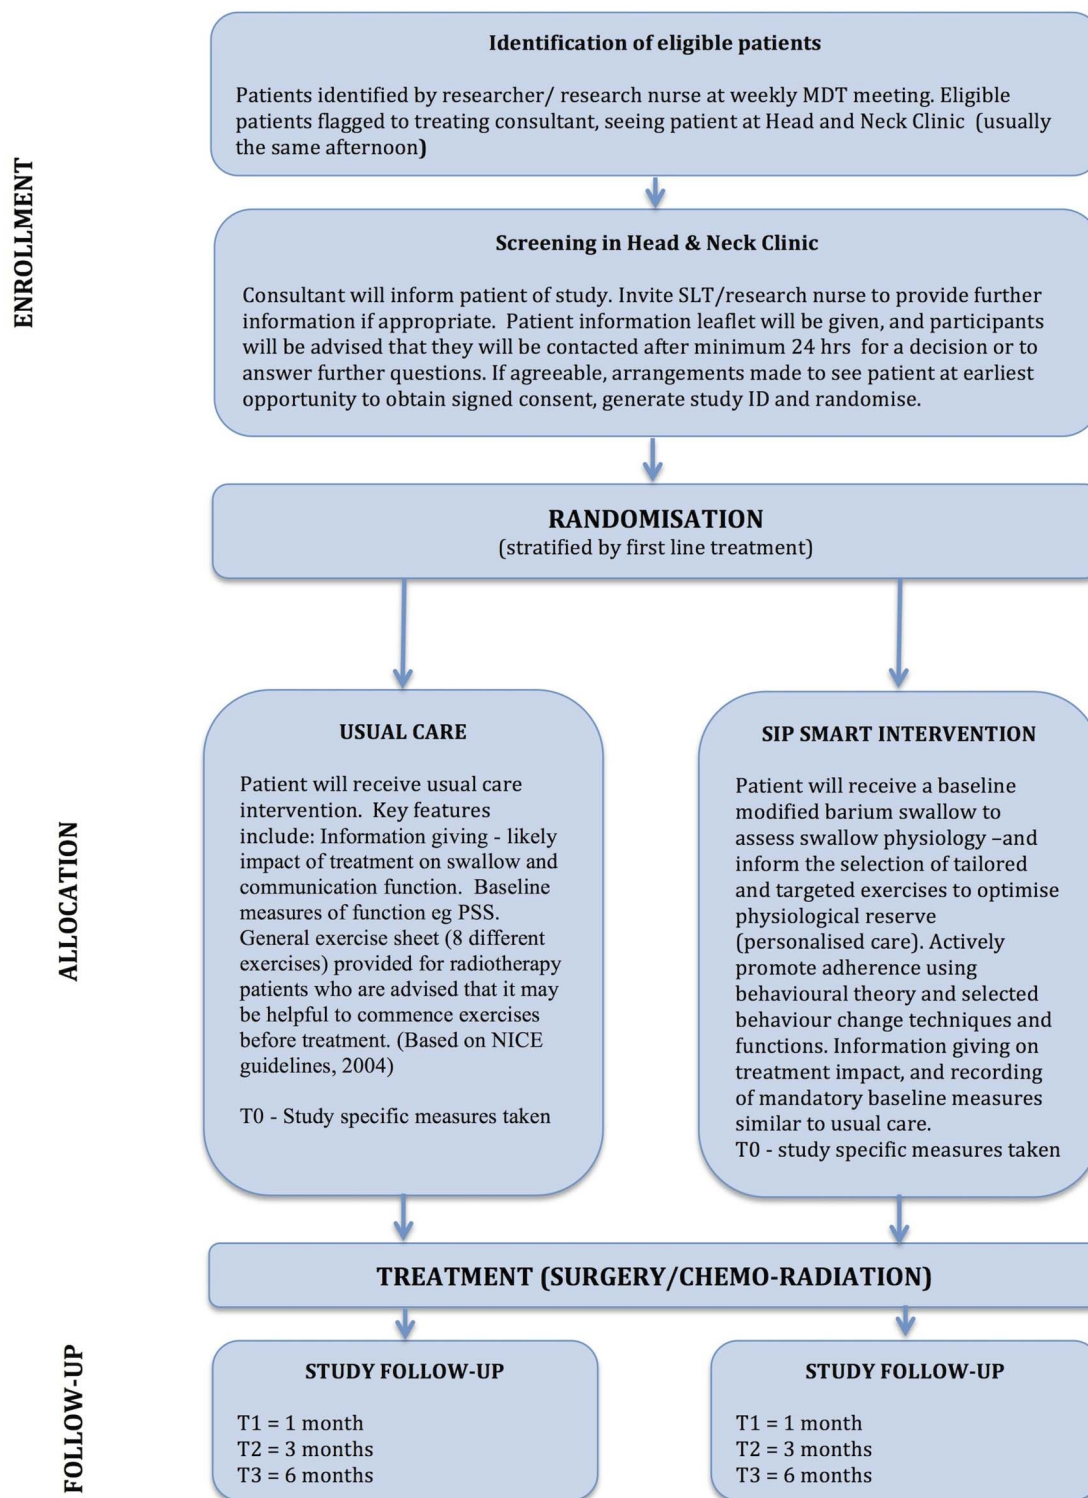 ENROLLMENT
Identification of eligible patients
Patients identified by researcher/ research nurse at weekly MDT meeting. Eligible
patients flagged to treating consultant, seeing patient at Head and Neck Clinic  (usually
the same afternoon)
Screening in Head & Neck Clinic
Consultant will inform patient of study. Invite SLT/research nurse to provide further
information if appropriate.  Patient information leaflet will be given, and participants
will be advised that they will be contacted after minimum 24 hrs  for a decision or to
answer further questions. If agreeable, arrangements made to see patient at earliest
opportunity to obtain signed consent, generate study ID and randomise.
RANDOMISATION
(stratified by first line treatment)
ALLOCATION
USUAL CARE
Patient will receive usual care
intervention.  Key features
include: Information giving - likely
impact of treatment on swallow and
communication function.  Baseline
measures of function eg PSS.
General exercise sheet (8 different
exercises) provided for radiotherapy
patients who are advised that it may
be helpful to commence exercises
before treatment. (Based on NICE
guidelines, 2004)
T0 - Study specific measures taken
SIP SMART INTERVENTION
Patient will receive a baseline
modified barium swallow to
assess swallow physiology –and
inform the selection of tailored
and targeted exercises to optimise
physiological reserve
(personalised care). Actively
promote adherence using
behavioural theory and selected
behaviour change techniques and
functions. Information giving on
treatment impact, and recording
of mandatory baseline measures
similar to usual care.
T0 - study specific measures taken
TREATMENT (SURGERY/CHEMO-RADIATION)
FOLLOW-UP
STUDY FOLLOW-UP
T1 = 1 month
T2 = 3 months
T3 = 6 months
STUDY FOLLOW-UP
T1 = 1 month
T2 = 3 months
T3 = 6 months